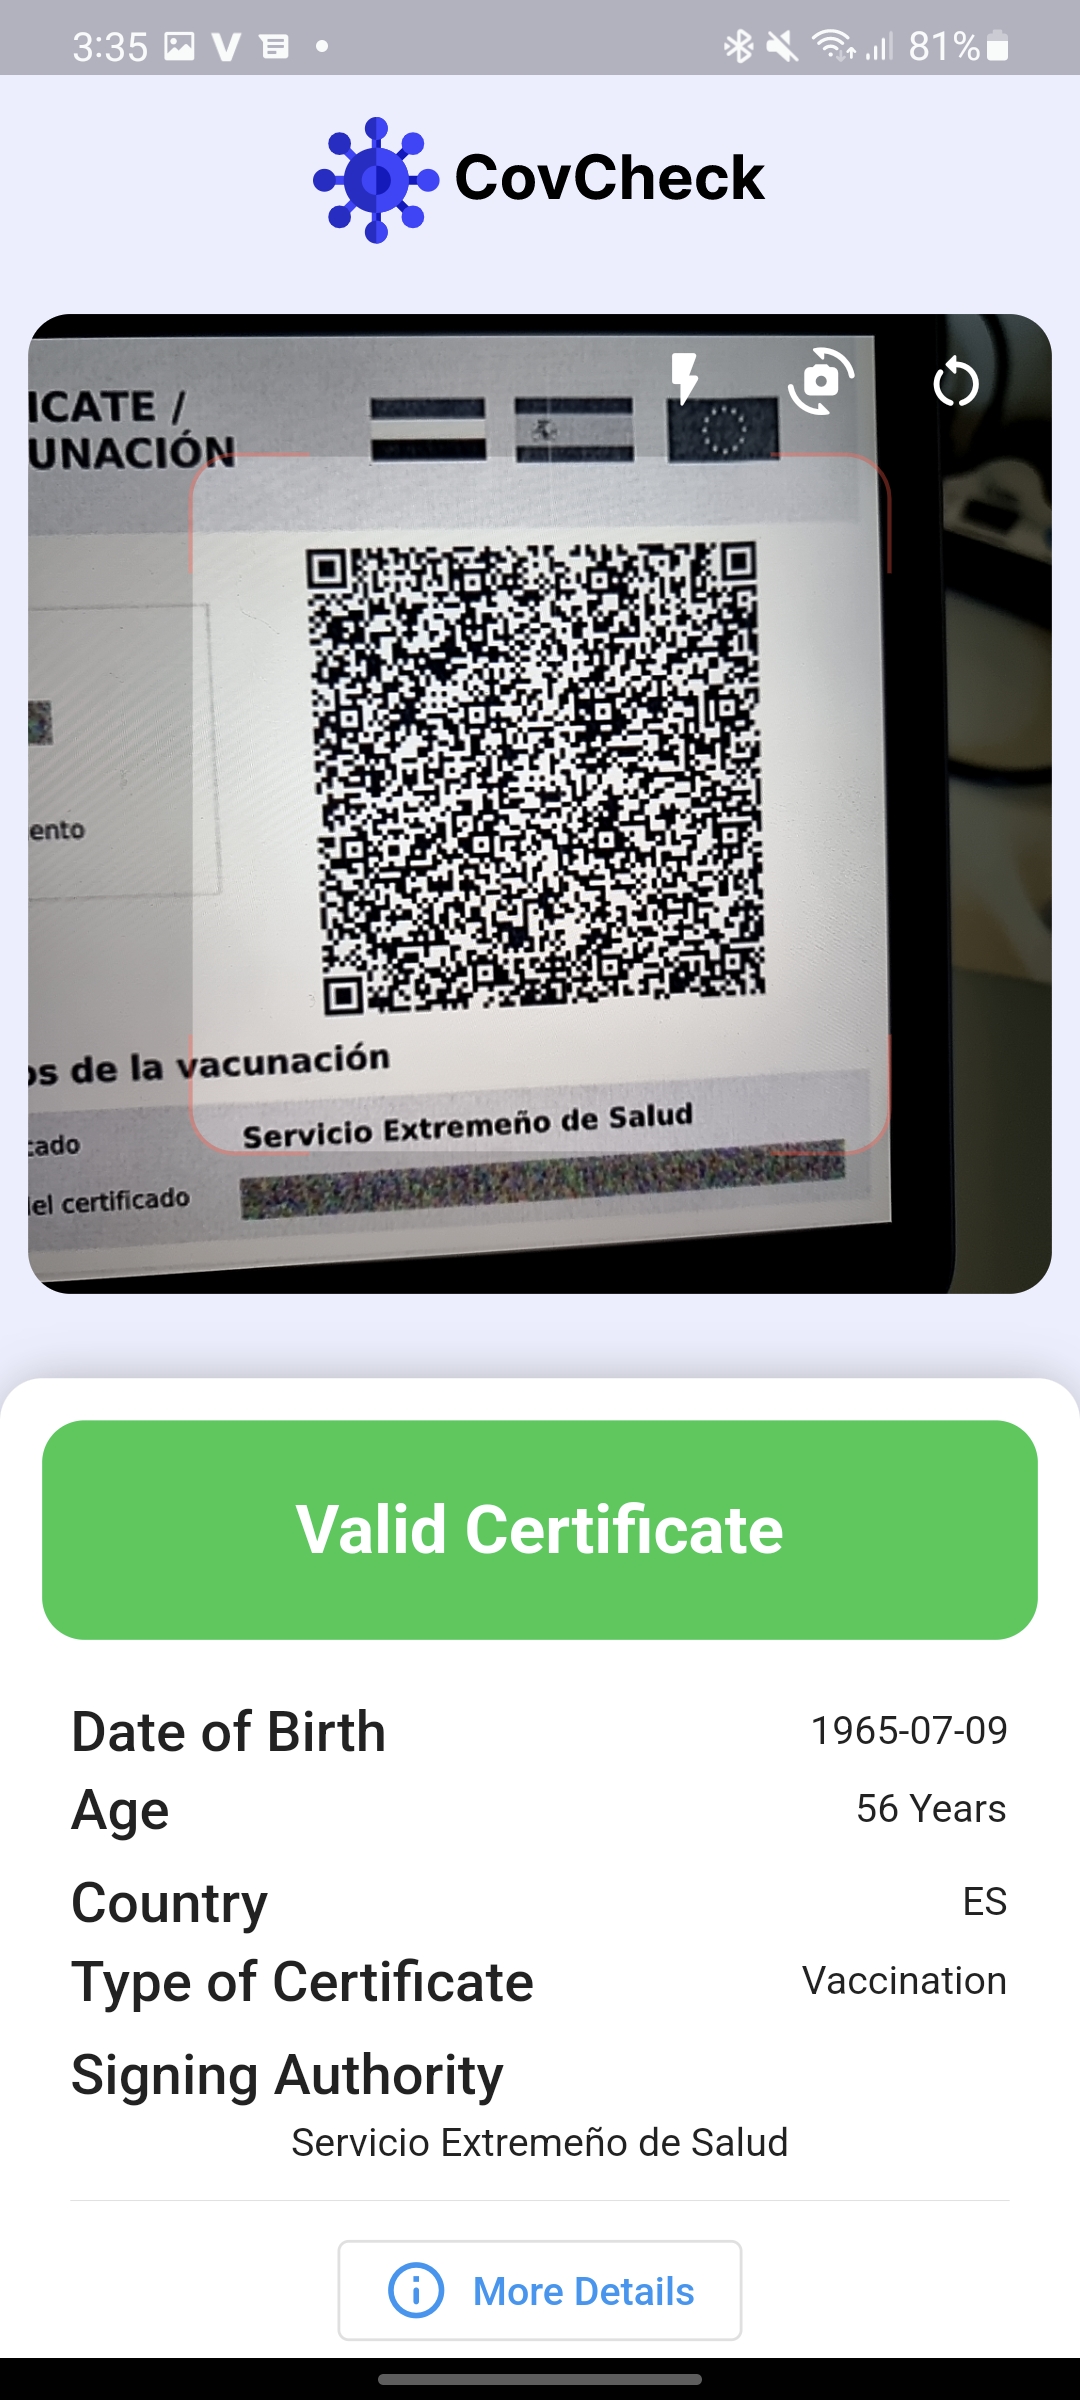 3:35
81%
CovCheck
ICATE /
UNACIÓN
ento
os de la vacunación
cado
Servicio Extremeño de Salud
del certificado
Valid Certificate
Date of Birth 1965-07-09
Age 56 Years
Country ES
Type of Certificate Vaccination
Signing Authority
Servicio Extremeño de Salud
More Details